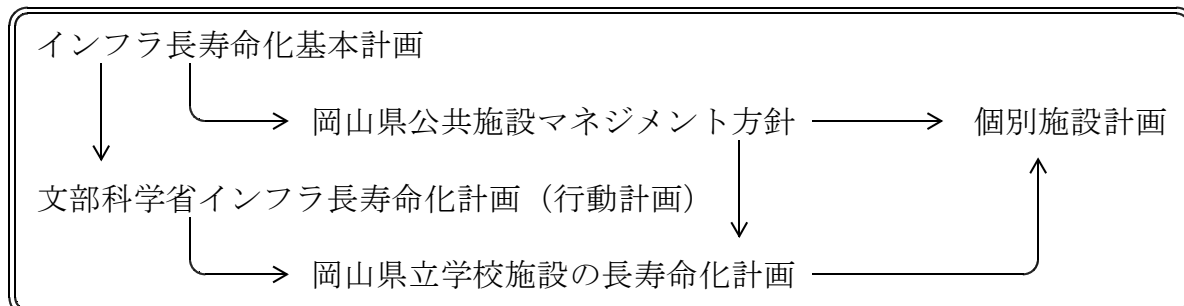 インフラ長寿命化基本計画
岡山県公共施設マネジメント方針
個別施設計画
文部科学省インフラ長寿命化計画（行動計画）
岡山県立学校施設の長寿命化計画